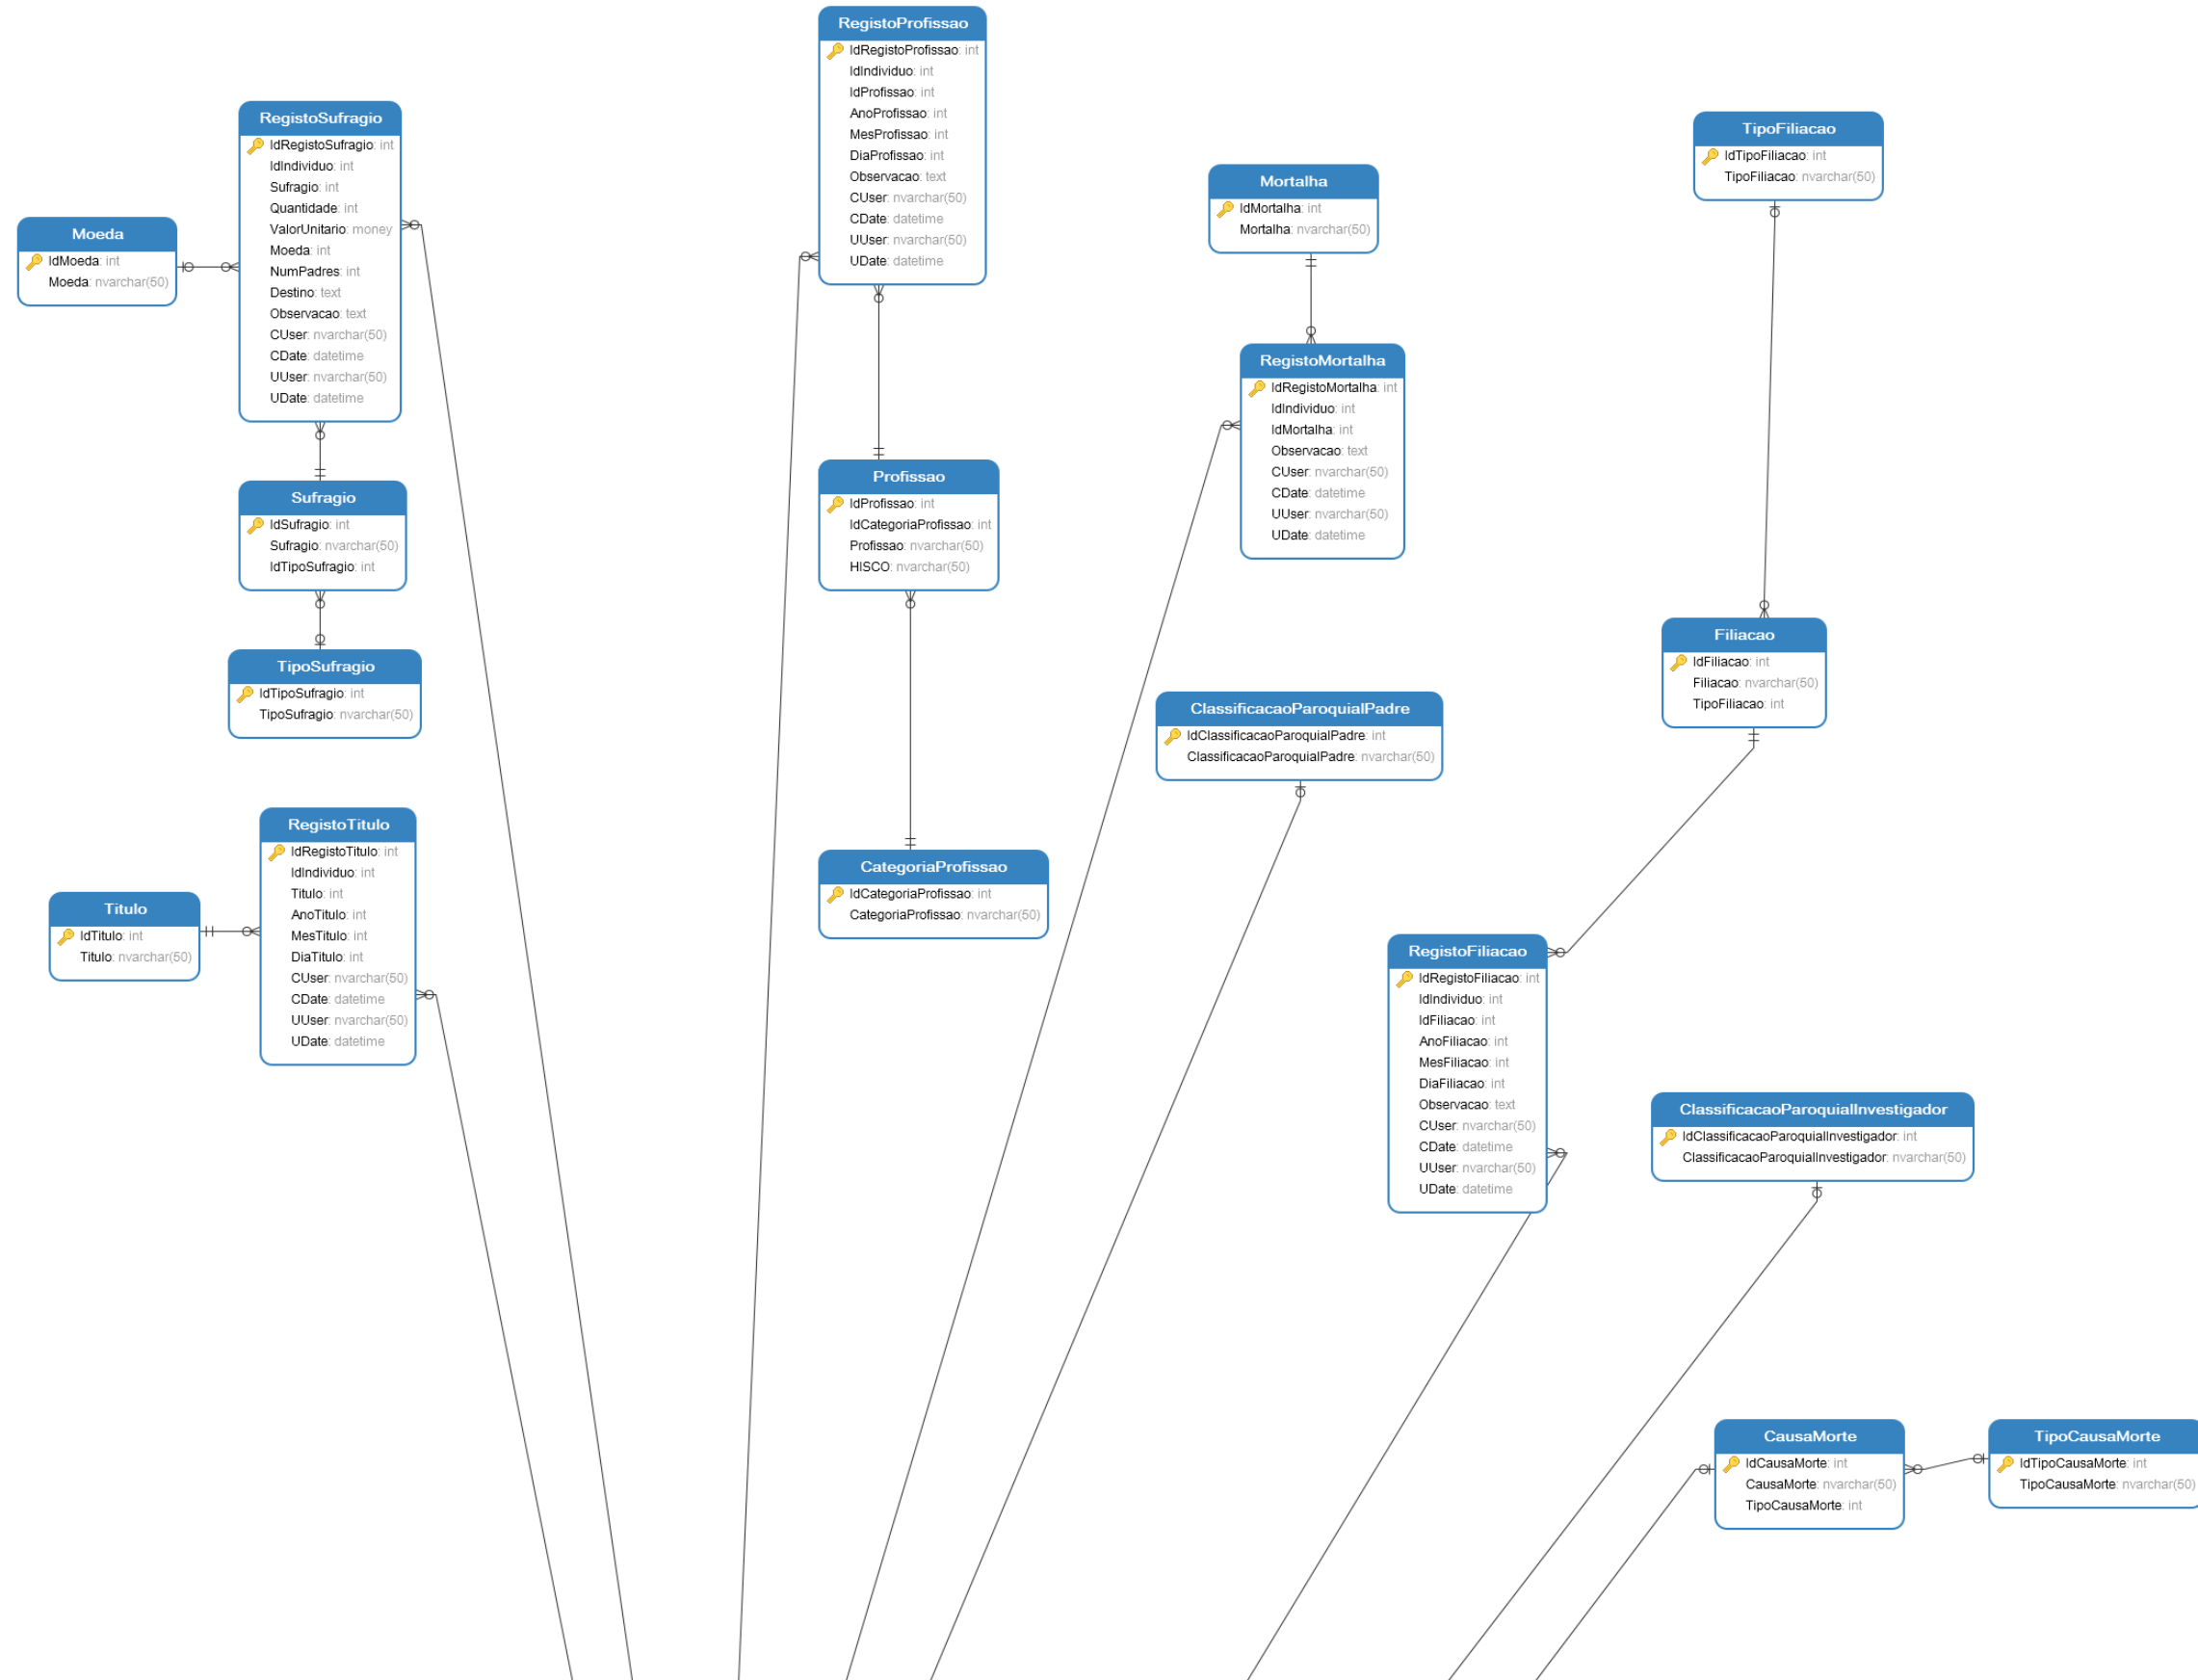 RegistoProfissao
IdRegistoProfissao: int
IdIndividuo: int
IdProfissao: int
AnoProfissao: int
MesProfissao: int
DiaProfissao: int
Observacao: text
CUser: nvarchar(50)
CDate: datetime
UUser: nvarchar(50)
UDate: datetime
RegistoSufragio
IdRegistoSufragio: int
IdIndividuo: int
Sufragio: int
Quantidade: int
ValorUnitario: money
Moeda: int
NumPadres: int
Destino: text
Observacao: text
CUser: nvarchar(50)
CDate: datetime
UUser: nvarchar(50)
UDate: datetime
TipoFiliacao
IdTipoFiliacao: int
TipoFiliacao: nvarchar(50)
Mortalha
IdMortalha: int
Mortalha: nvarchar(50)
Moeda
IdMoeda: int
Moeda: nvarchar(50)
RegistoMortalha
IdRegistoMortalha: int
IdIndividuo: int
IdMortalha: int
Observacao: text
CUser: nvarchar(50)
CDate: datetime
UUser: nvarchar(50)
UDate: datetime
Profissao
IdProfissao: int
IdCategoriaProfissao: int
Profissao: nvarchar(50)
HISCO: nvarchar(50)
Sufragio
IdSufragio: int
Sufragio: nvarchar(50)
IdTipoSufragio: int
Filiacao
IdFiliacao: int
Filiacao: nvarchar(50)
TipoFiliacao: int
TipoSufragio
IdTipoSufragio: int
TipoSufragio: nvarchar(50)
ClassificacaoParoquialPadre
IdClassificacaoParoquialPadre: int
ClassificacaoParoquialPadre: nvarchar(50)
RegistoTitulo
IdRegistoTitulo: int
IdIndividuo: int
Titulo: int
AnoTitulo: int
MesTitulo: int
DiaTitulo: int
CUser: nvarchar(50)
CDate: datetime
UUser: nvarchar(50)
UDate: datetime
CategoriaProfissao
IdCategoriaProfissao: int
CategoriaProfissao: nvarchar(50)
Titulo
IdTitulo: int
Titulo: nvarchar(50)
RegistoFiliacao
IdRegistoFiliacao: int
IdIndividuo: int
IdFiliacao: int
AnoFiliacao: int
MesFiliacao: int
DiaFiliacao: int
Observacao: text
CUser: nvarchar(50)
CDate: datetime
UUser: nvarchar(50)
UDate: datetime
ClassificacaoParoquialInvestigador
IdClassificacaoParoquialInvestigador: int
ClassificacaoParoquialInvestigador: nvarchar(50)
CausaMorte
IdCausaMorte: int
CausaMorte: nvarchar(50)
TipoCausaMorte: int
TipoCausaMorte
IdTipoCausaMorte: int
TipoCausaMorte: nvarchar(50)